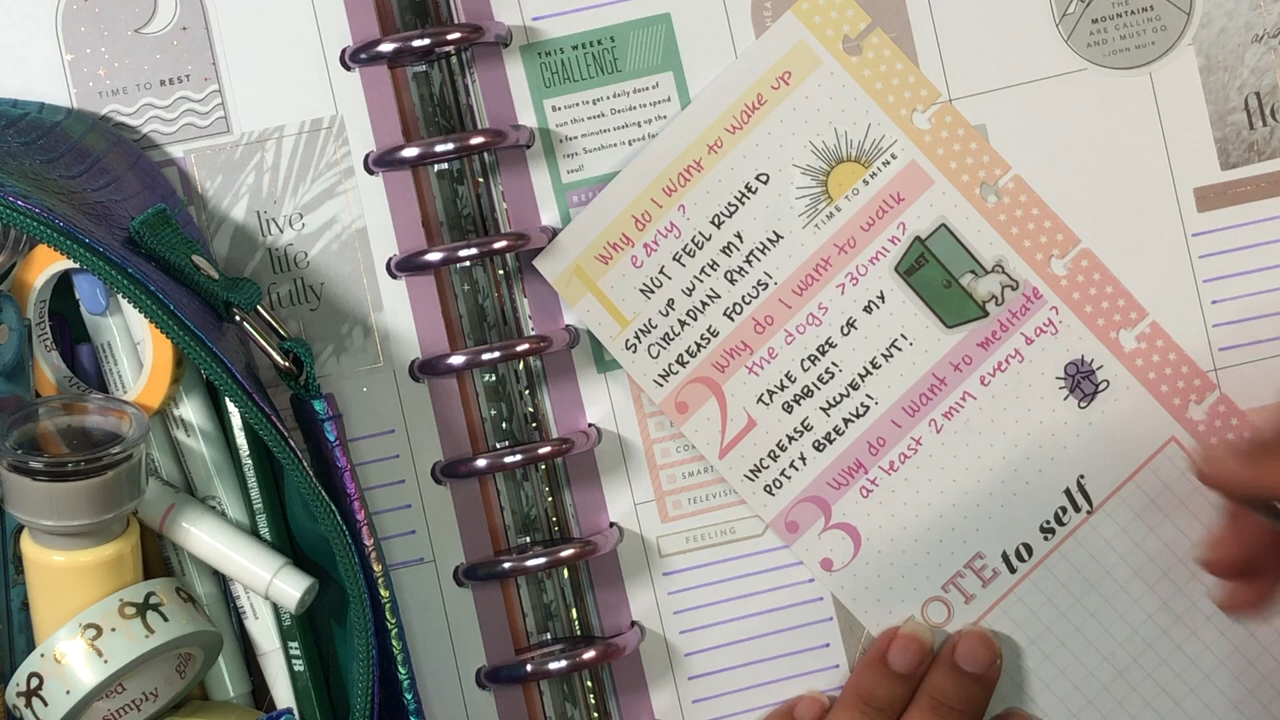 TIME TO REST
live
life
fully
THIS WEEK'S
CHALLENGE
Be sure to get a daily dose of
sun this week. Decide to spend
a few minutes soaking up the
rays. Sunshine is good for
soul!
THE
MOUNTAINS
ARE CALLING
AND I MUST GO
-JOHN MUIR
1 Why do I want to Wake up
early?
NOT FEEL RUSHED
SYNC UP WITH MY
CIRCADIAN RHYTHM
INCREASE FOCUS!
TIME TO SHINE
2 Why do I want to walk
the dogs >30min?
TAKE CARE OF MY
BABIES!
INCREASE MOVEMENT!
POTTY BREAKS!
TOILET
3 Why do I want to meditate
at least 2 min every day?
NOTE to self
SMART
TELEVISIO
FEELING
HB
simply
gilded